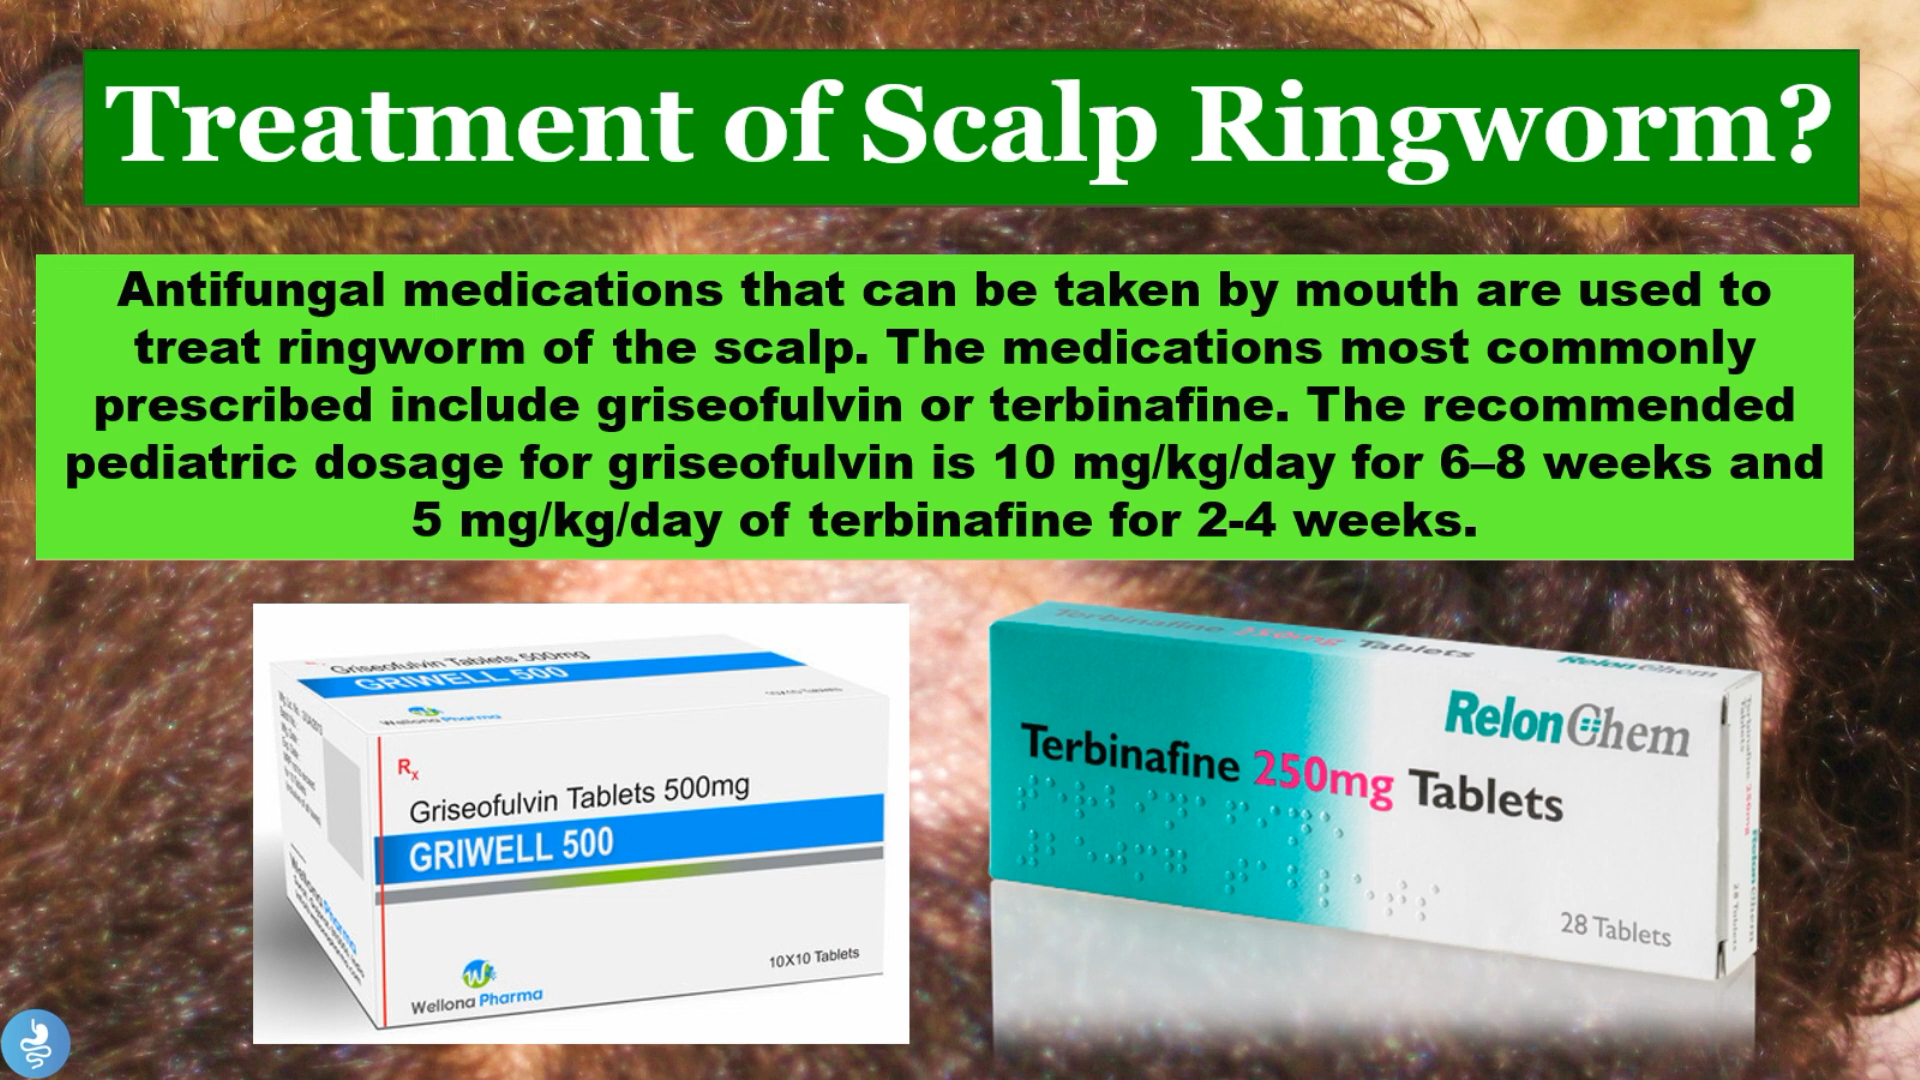 Treatment of Scalp Ringworm?
Antifungal medications that can be taken by mouth are used to
treat ringworm of the scalp. The medications most commonly
prescribed include griseofulvin or terbinafine. The recommended
pediatric dosage for griseofulvin is 10 mg/kg/day for 6–8 weeks and
5 mg/kg/day of terbinafine for 2-4 weeks.
Griseofulvin Tablets 500mg
GRIWELL 500
10X10 Tablets
Wellona Pharma
Rx
Griseofulvin Tablets 500mg
GRIWELL 500
10X10 Tablets
Wellona Pharma
Wellona Pharma
Terbinafine 250mg Tablets
RelonChem
RelonChem
Terbinafine 250mg Tablets
28 Tablets